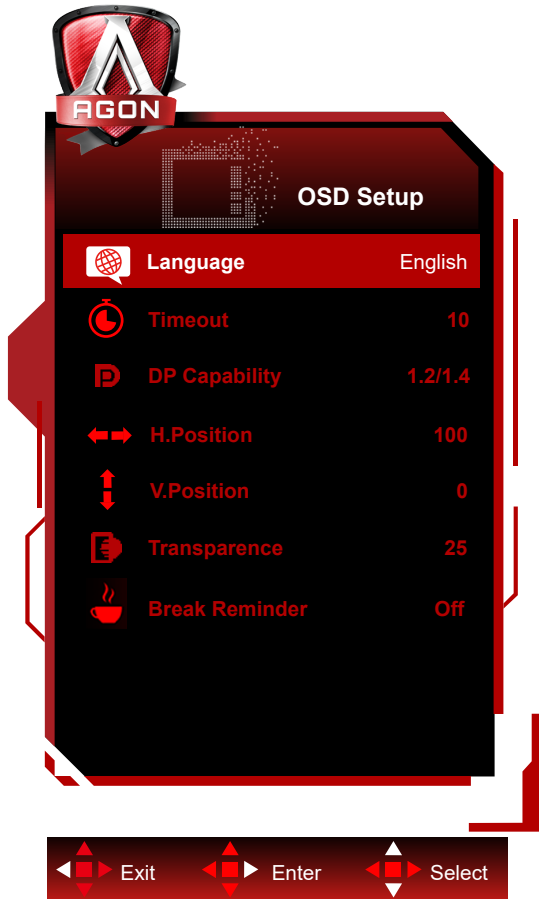 AGON
OSD Setup
Language English
Timeout 10
DP Capability 1.2/1.4
H.Position 100
V.Position 0
Transparence 25
Break Reminder Off
Exit Enter Select